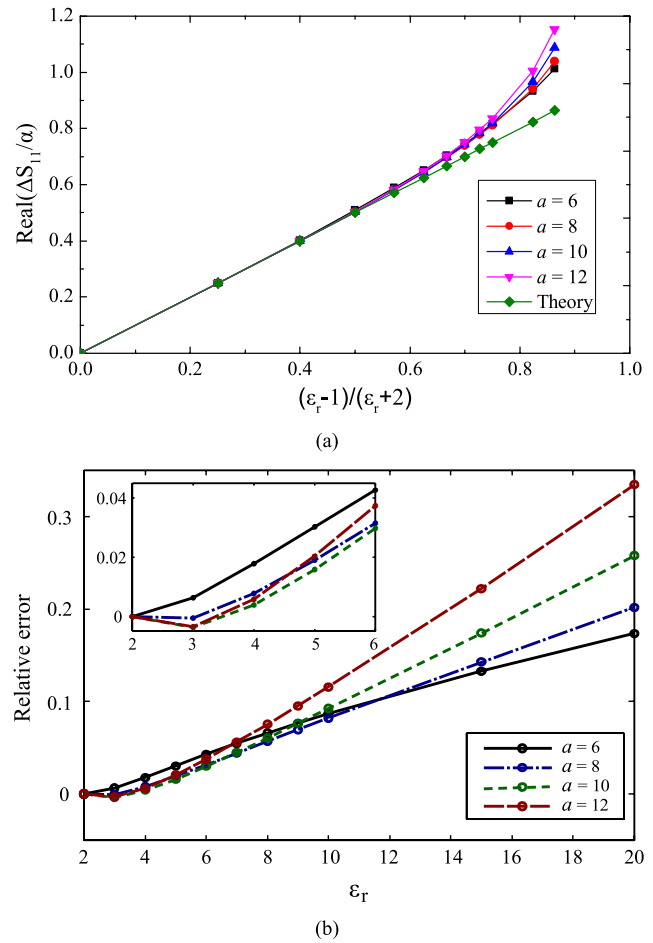 1.2
1.0
0.8
0.6
0.4
0.2
0.0
Real(ΔS₁₁/α)
a = 6
a = 8
a = 10
a = 12
Theory
0.0 0.2 0.4 0.6 0.8 1.0
(εᵣ-1)/(εᵣ+2)
(a)
0.3
0.2
0.1
0
Relative error
0.04
0.02
0
2 3 4 5 6
a = 6
a = 8
a = 10
a = 12
2 4 6 8 10 12 14 16 18 20
εᵣ
(b)